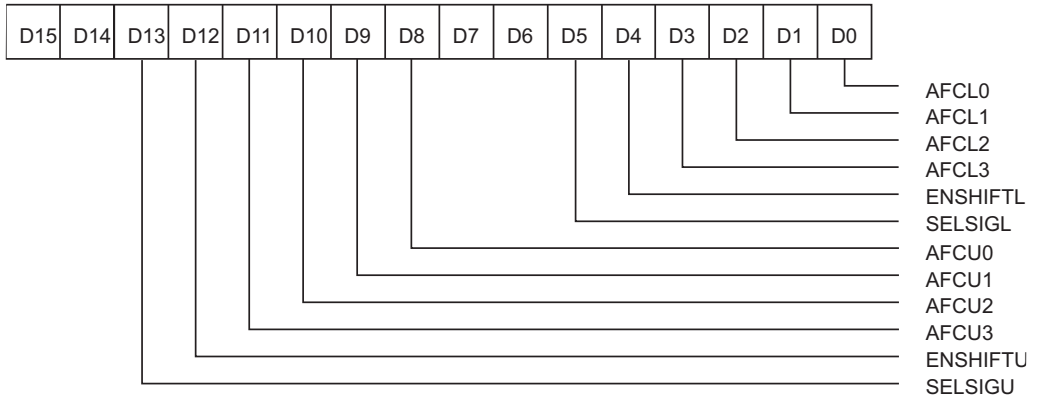 D15 D14 D13 D12 D11 D10 D9 D8 D7 D6 D5 D4 D3 D2 D1 D0
AFCL0
AFCL1
AFCL2
AFCL3
ENSHIFTL
SELSIGL
AFCU0
AFCU1
AFCU2
AFCU3
ENSHIFTU
SELSIGU